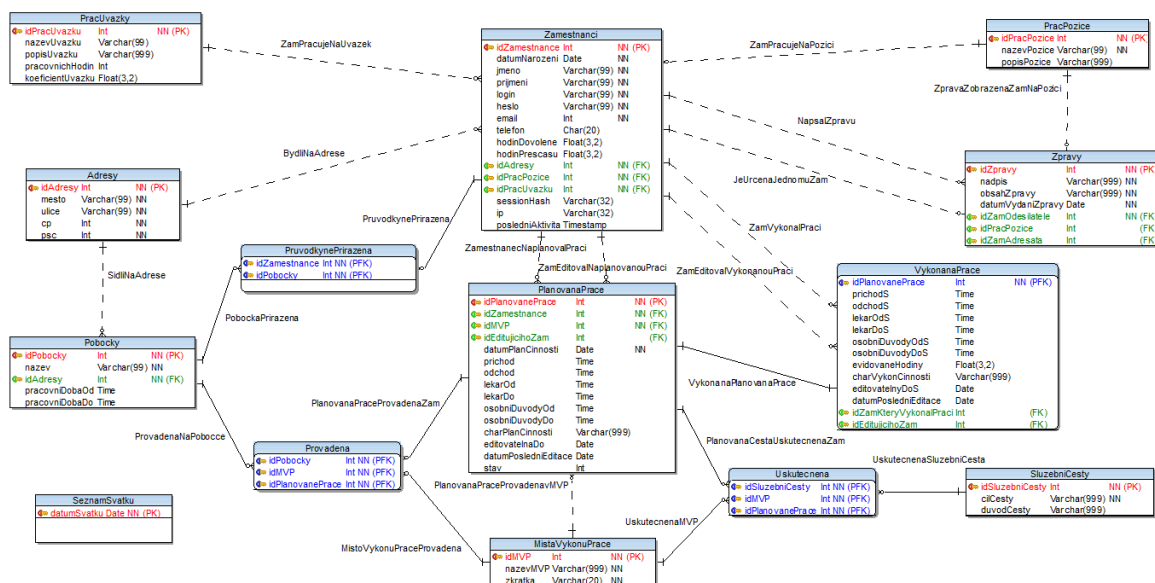 PracUvazky
idPracUvazku Int NN (PK)
nazevUvazku Varchar(99)
popisUvazku Varchar(999)
pracovnichHodin Int
koeficientUvazku Float(3,2)
ZamPracujeNaUvazek
Zamestnanci
idZamestnance Int NN (PK)
datumNarozeni Date NN
jmeno Varchar(99) NN
prijmeni Varchar(99) NN
login Varchar(99) NN
heslo Varchar(99) NN
email Int NN
telefon Char(20)
hodinDovolene Float(3,2)
hodinPrescasu Float(3,2)
idAdresy Int NN (FK)
idPracPozice Int NN (FK)
idPracUvazku Int NN (FK)
sessionHash Varchar(32)
ip Varchar(32)
posledniAktivita Timestamp
ZamPracujeNaPozici
PracPozice
idPracPozice Int NN (PK)
nazevPozice Varchar(99) NN
popisPozice Varchar(999)
ZpravaZobrazenaZamNaPozici
NapsalZpravu
JeUrcenaJednomuZam
Zpravy
idZpravy Int NN (PK)
nadpis Varchar(999) NN
obsahZpravy Varchar(999) NN
datumVydaniZpravy Date NN
idZamOdesilatele Int NN (FK)
idPracPozice Int (FK)
idZamAdresata Int (FK)
BydliNaAdrese
Adresy
idAdresy Int NN (PK)
mesto Varchar(99) NN
ulice Varchar(99) NN
cp Int NN
psc Int NN
SidliNaAdrese
PruvodkynePrirazena
PruvodkynePrirazena
idZamestnance Int NN (PFK)
idPobocky Int NN (PFK)
PobockaPrirazena
ZamestnanecNaplanovalPraci
ZamEditovalNaplanovanouPraci
ZamVykonalPraci
ZamEditovalVykonanouPraci
VykonanaPrace
idPlanovanePrace Int NN (PFK)
prichodS Time
odchodS Time
lekarOdS Time
lekarDoS Time
osobniDuvodyOdS Time
osobniDuvodyDoS Time
evidovaneHodiny Float(3,2)
charVykonCinnosti Varchar(999)
editovatelnyDoS Date
datumPosledniEditace Date
idZamKteryVykonalPraci Int (FK)
idEditujicihoZam Int (FK)
PlanovanaPrace
idPlanovanePrace Int NN (PK)
idZamestnance Int NN (FK)
idMVP Int NN (FK)
idEditujicihoZam Int (FK)
datumPlanCinnosti Date NN
prichod Time
odchod Time
lekarOd Time
lekarDo Time
osobniDuvodyOd Time
osobniDuvodyDo Time
charPlanCinnosti Varchar(999)
editovatelnaDo Date
datumPosledniEditace Date
stav Int
VykonanaPlanovanaPrace
Pobocky
idPobocky Int NN (PK)
nazev Varchar(99) NN
idAdresy Int NN (FK)
pracovniDobaOd Time
pracovniDobaDo Time
ProvadenaNaPobocce
PlanovanaPraceProvadenaZam
Provadena
idPobocky Int NN (PFK)
idMVP Int NN (PFK)
idPlanovanePrace Int NN (PFK)
PlanovanaPraceProvadenavMVP
PlanovanaCestaUskutecnenaZam
Uskutecnena
idSluzebniCesty Int NN (PFK)
idMVP Int NN (PFK)
idPlanovanePrace Int NN (PFK)
UskutecnenaSluzebniCesta
SluzebniCesty
idSluzebniCesty Int NN (PK)
cilCesty Varchar(999) NN
duvodCesty Varchar(999)
SeznamSvatku
datumSvatku Date NN (PK)
MistoVykonuPraceProvadena
UskutecnenaMVP
MistaVykonuPrace
idMVP Int NN (PK)
nazevMVP Varchar(999) NN
zkratka Varchar(20) NN